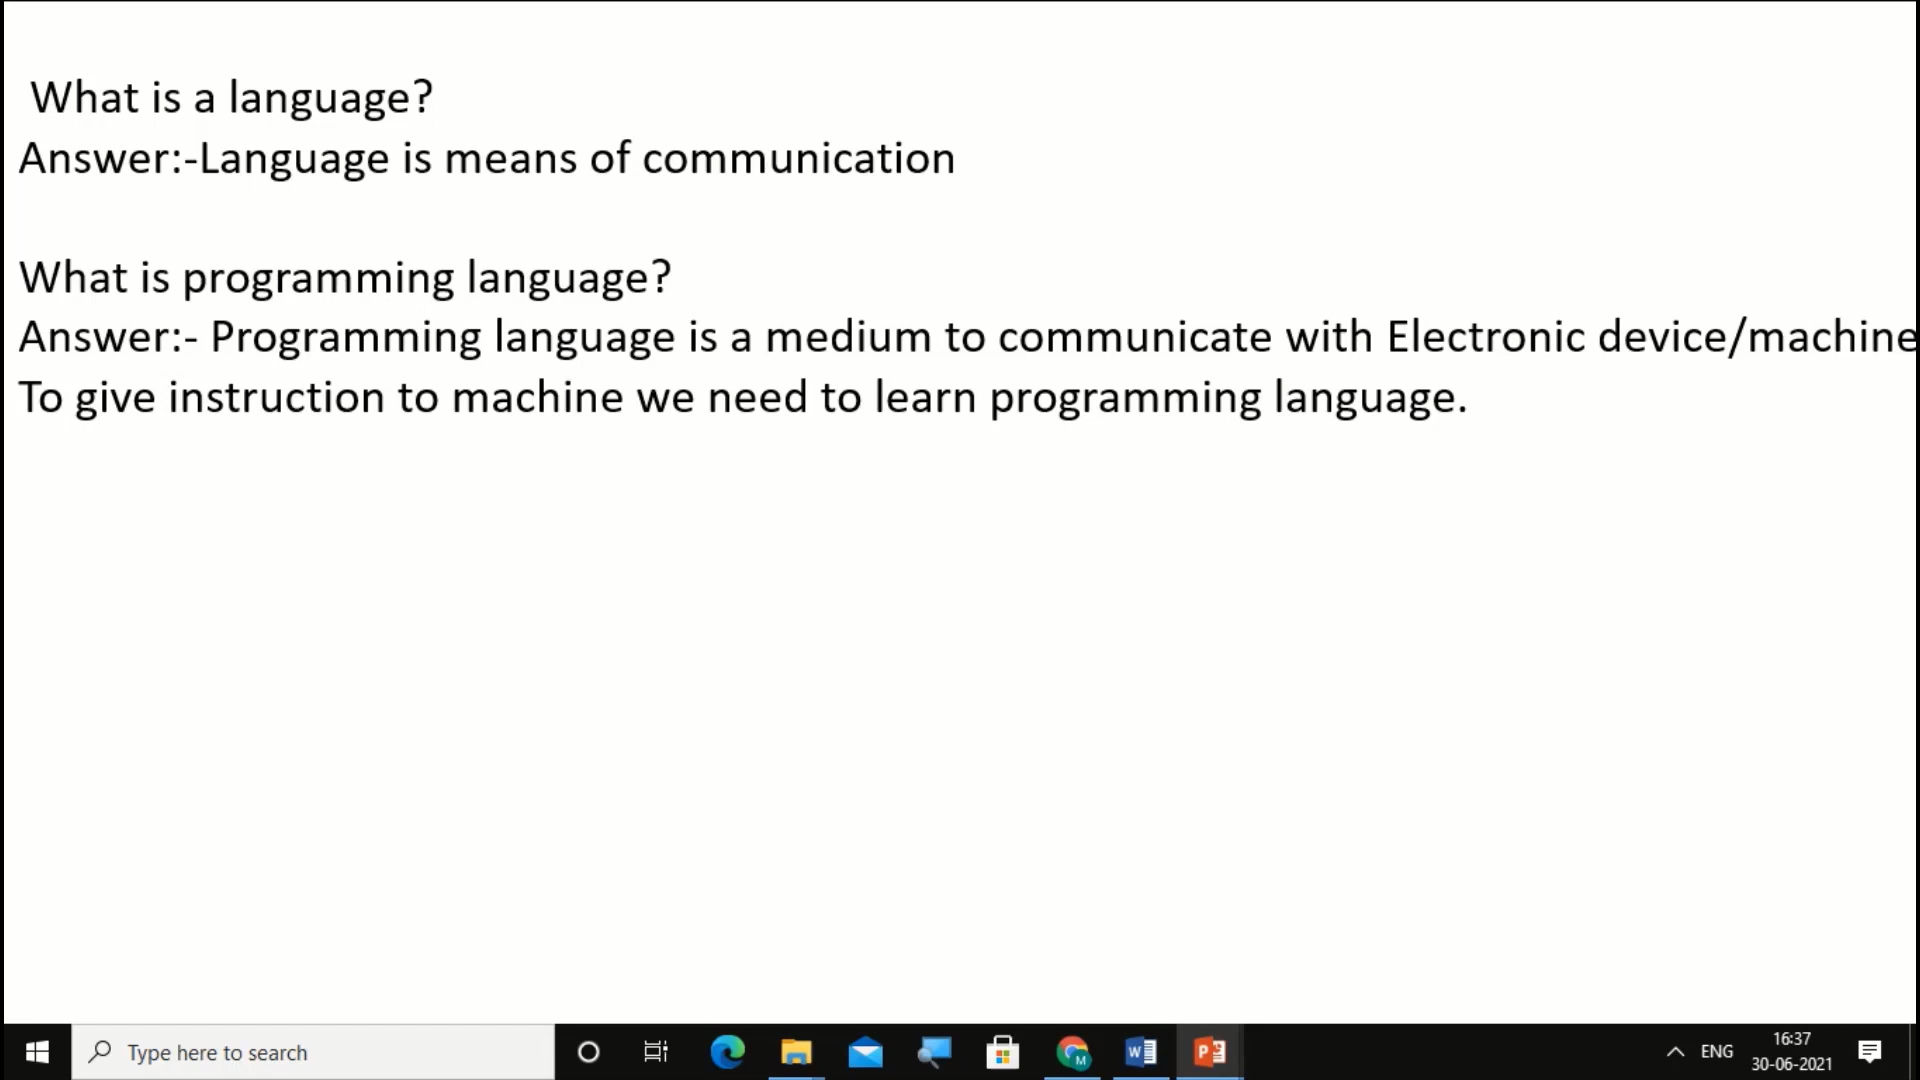 What is a language?
Answer:-Language is means of communication
What is programming language?
Answer:- Programming language is a medium to communicate with Electronic device/machine
To give instruction to machine we need to learn programming language.
Type here to search
ENG
16:37
30-06-2021